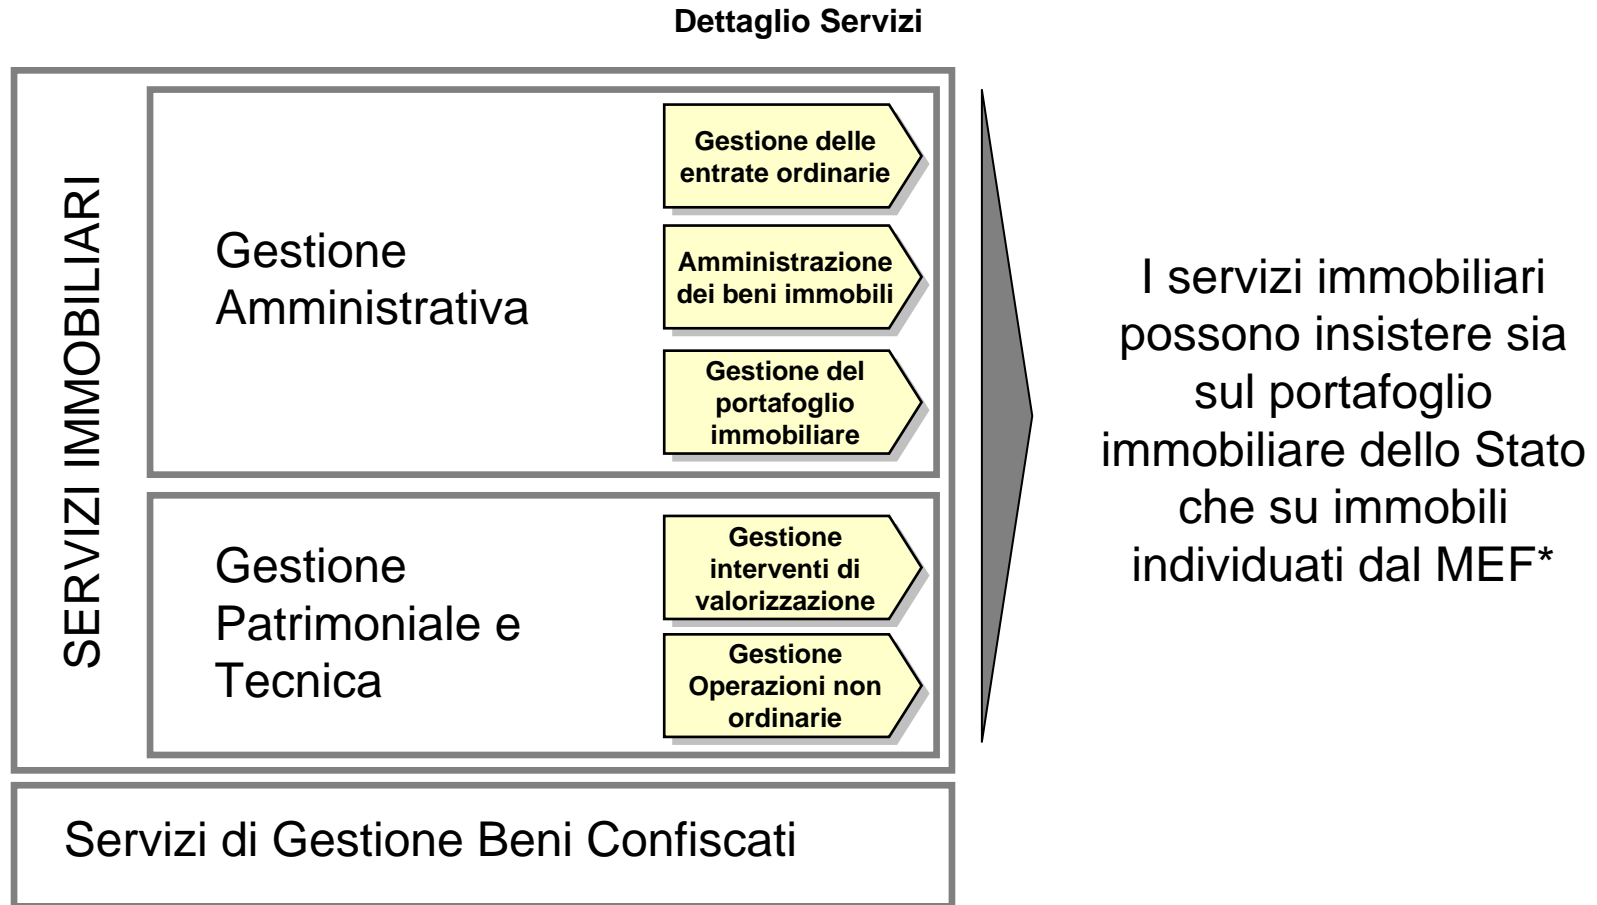 Dettaglio Servizi
SERVIZI IMMOBILIARI
Gestione
Amministrativa
Gestione delle
entrate ordinarie
Amministrazione
dei beni immobili
Gestione del
portafoglio
immobiliare
Gestione
Patrimoniale e
Tecnica
Gestione
interventi di
valorizzazione
Gestione
Operazioni non
ordinarie
Servizi di Gestione Beni Confiscati
I servizi immobiliari
possono insistere sia
sul portafoglio
immobiliare dello Stato
che su immobili
individuati dal MEF*